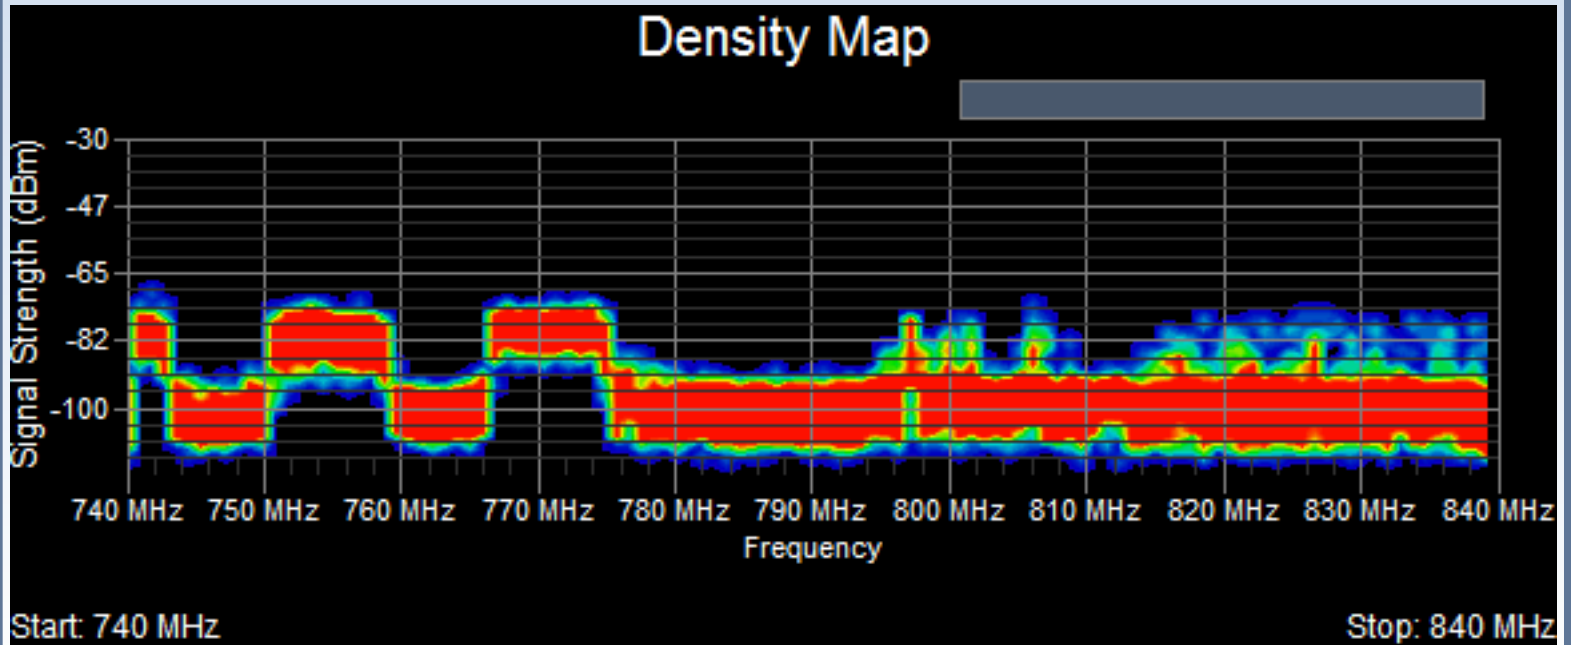 Density Map
Signal Strength (dBm)
-30
-47
-65
-82
-100
740 MHz 750 MHz 760 MHz 770 MHz 780 MHz 790 MHz 800 MHz 810 MHz 820 MHz 830 MHz 840 MHz
Frequency
Start: 740 MHz Stop: 840 MHz